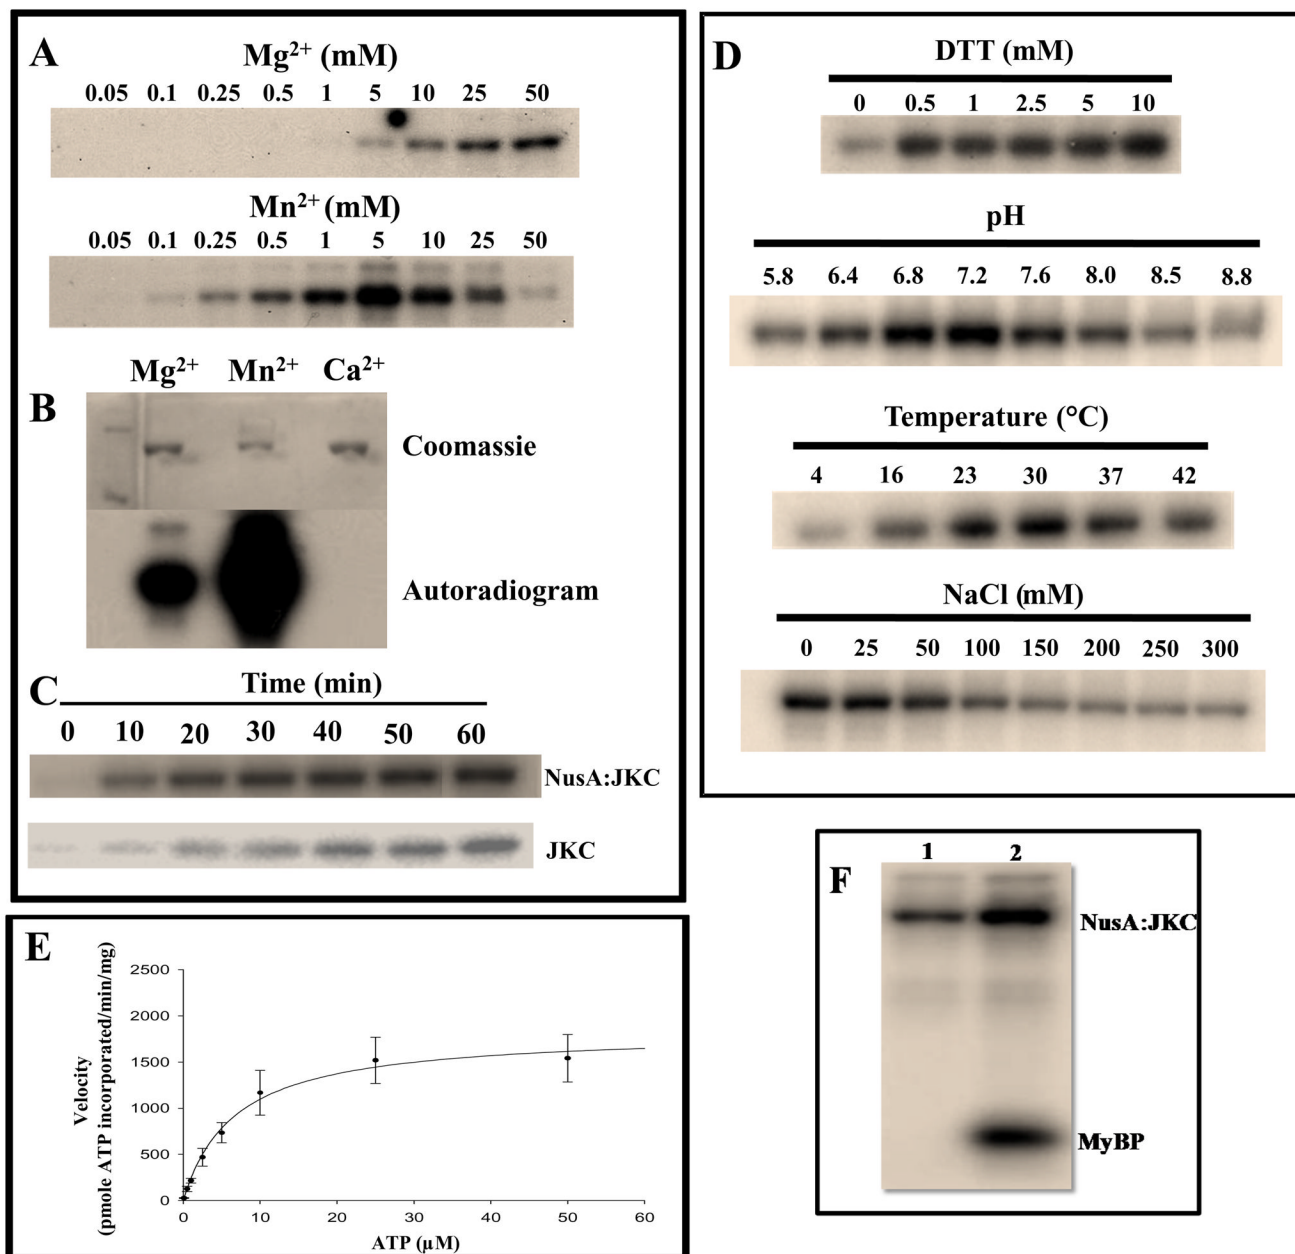 A
Mg²⁺ (mM)
0.05 0.1 0.25 0.5 1 5 10 25 50
Mn²⁺ (mM)
0.05 0.1 0.25 0.5 1 5 10 25 50
B
Mg²⁺ Mn²⁺ Ca²⁺
Coomassie
Autoradiogram
C
Time (min)
0 10 20 30 40 50 60
NusA:JKC
JKC
D
DTT (mM)
0 0.5 1 2.5 5 10
pH
5.8 6.4 6.8 7.2 7.6 8.0 8.5 8.8
Temperature (°C)
4 16 23 30 37 42
NaCl (mM)
0 25 50 100 150 200 250 300
E
Velocity
(pmole ATP incorporated/min/mg)
2500
2000
1500
1000
500
0
0 10 20 30 40 50 60
ATP (µM)
F
1 2
NusA:JKC
MyBP